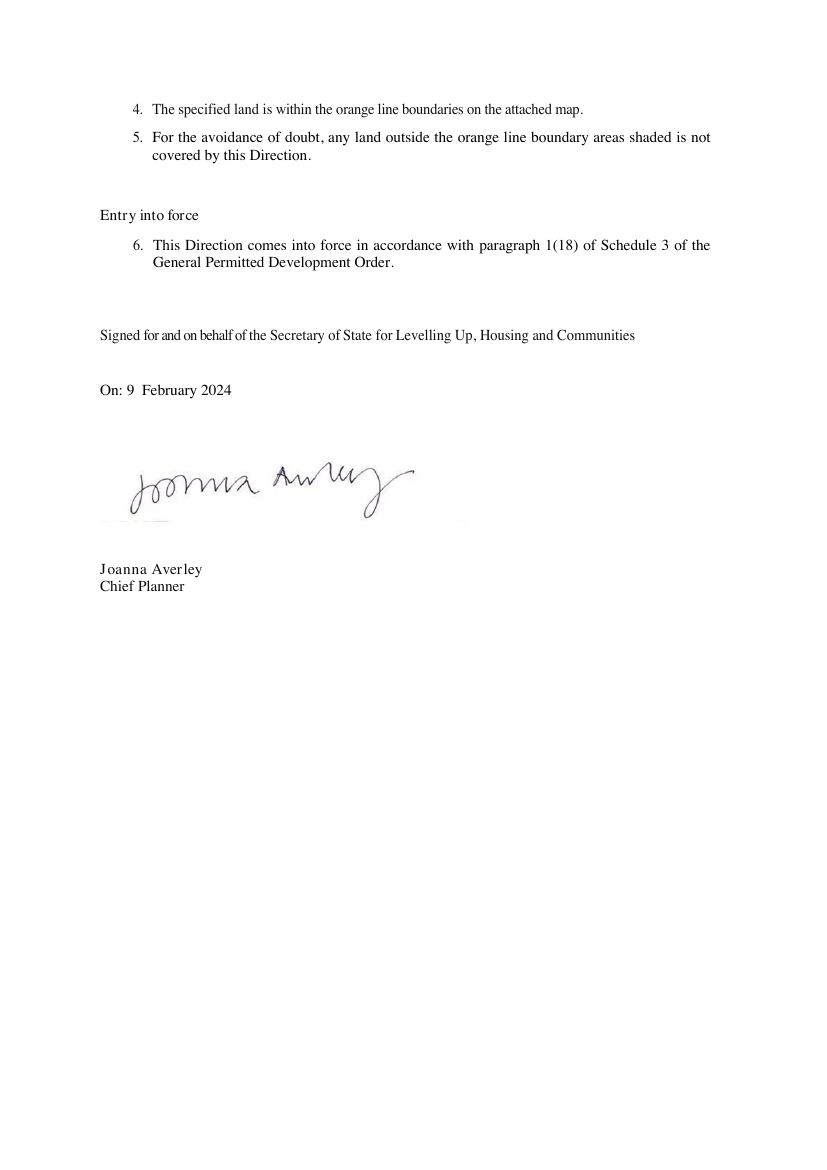 4. The specified land is within the orange line boundaries on the attached map.
5. For the avoidance of doubt, any land outside the orange line boundary areas shaded is not
covered by this Direction.
Entry into force
6. This Direction comes into force in accordance with paragraph 1(18) of Schedule 3 of the
General Permitted Development Order.
Signed for and on behalf of the Secretary of State for Levelling Up, Housing and Communities
On: 9 February 2024
Joanna Averley
Joanna Averley
Chief Planner